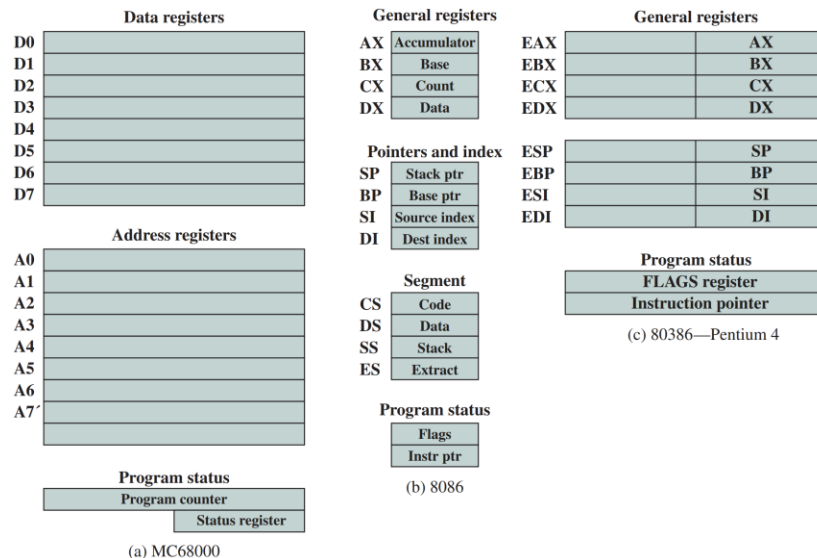 Data registers
D0
D1
D2
D3
D4
D5
D6
D7
Address registers
A0
A1
A2
A3
A4
A5
A6
A7´
Program status
Program counter
Status register
(a) MC68000
General registers
AX Accumulator
BX Base
CX Count
DX Data
Pointers and index
SP Stack ptr
BP Base ptr
SI Source index
DI Dest index
Segment
CS Code
DS Data
SS Stack
ES Extract
Program status
Flags
Instr ptr
(b) 8086
General registers
EAX AX
EBX BX
ECX CX
EDX DX
ESP SP
EBP BP
ESI SI
EDI DI
Program status
FLAGS register
Instruction pointer
(c) 80386—Pentium 4